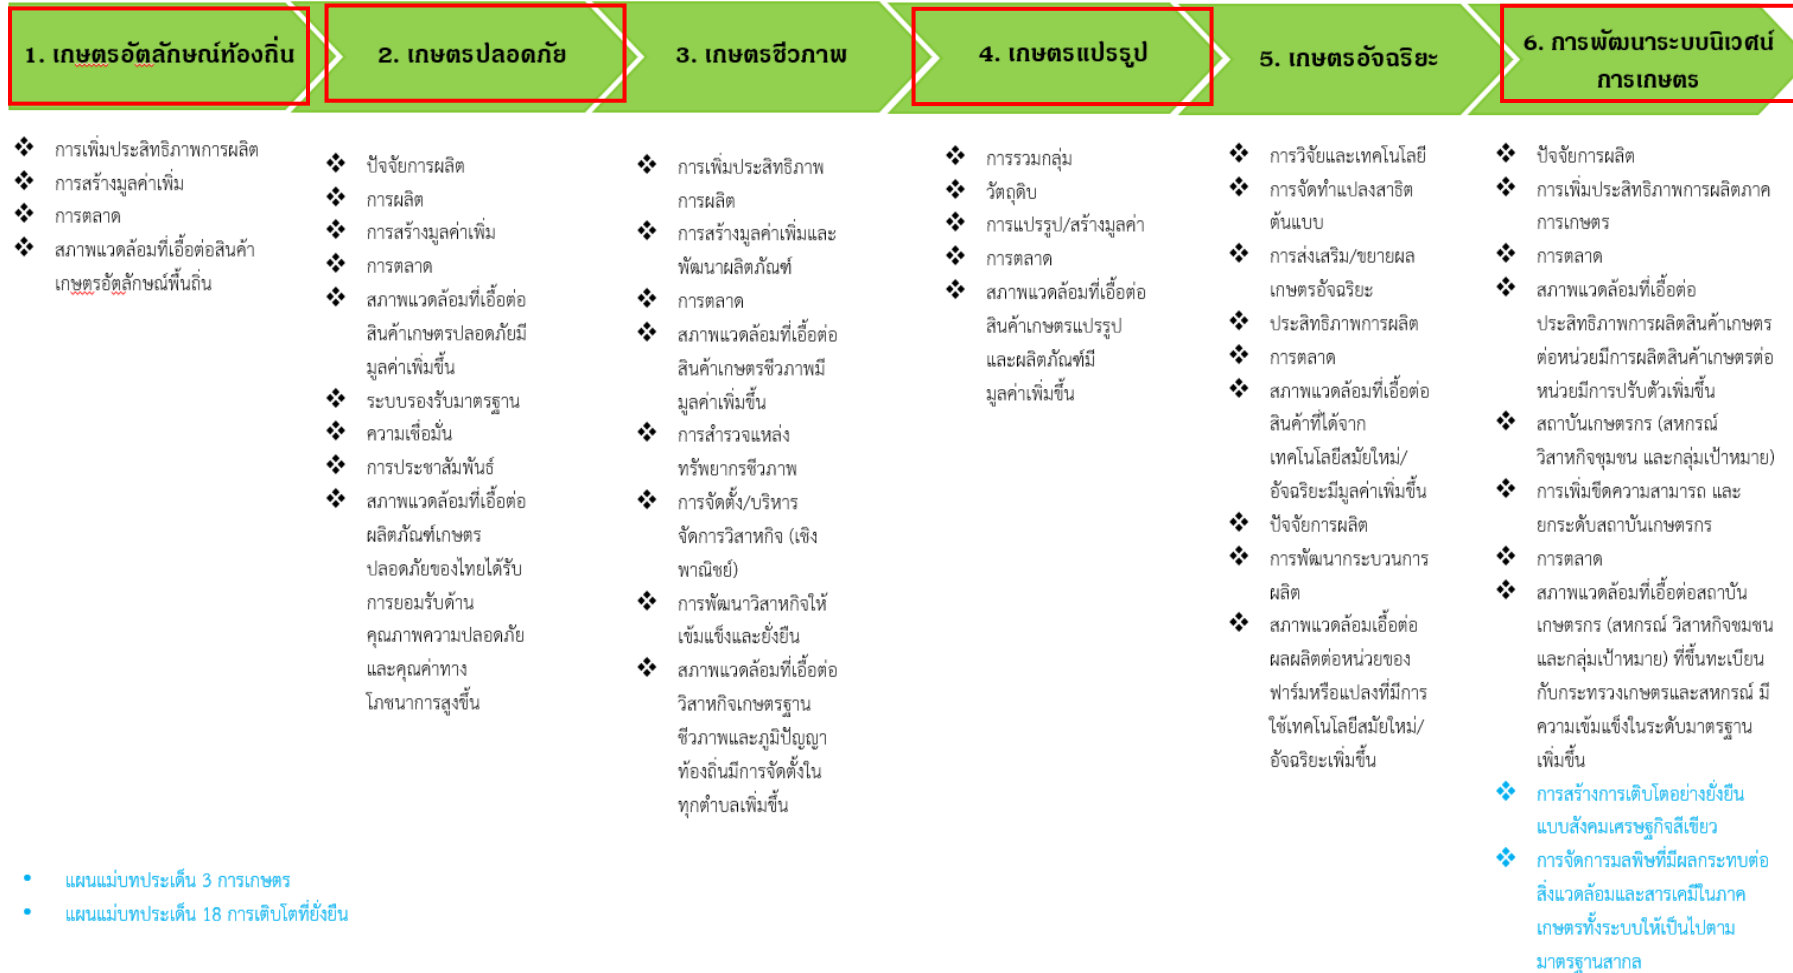 1. เกษตรอัตลักษณ์ท้องถิ่น
2. เกษตรปลอดภัย
3. เกษตรชีวภาพ
4. เกษตรแปรรูป
5. เกษตรอัจฉริยะ
6. การพัฒนาระบบนิเวศน์
การเกษตร
❖ การเพิ่มประสิทธิภาพการผลิต
❖ การสร้างมูลค่าเพิ่ม
❖ การตลาด
❖ สภาพแวดล้อมที่เอื้อต่อสินค้า
เกษตรอัตลักษณ์พื้นถิ่น
❖ ปัจจัยการผลิต
❖ การผลิต
❖ การสร้างมูลค่าเพิ่ม
❖ การตลาด
❖ สภาพแวดล้อมที่เอื้อต่อ
สินค้าเกษตรปลอดภัยมี
มูลค่าเพิ่มขึ้น
❖ ระบบรองรับมาตรฐาน
❖ ความเชื่อมั่น
❖ การประชาสัมพันธ์
❖ สภาพแวดล้อมที่เอื้อต่อ
ผลิตภัณฑ์เกษตร
ปลอดภัยของไทยได้รับ
การยอมรับด้าน
คุณภาพความปลอดภัย
และคุณค่าทาง
โภชนาการสูงขึ้น
❖ การเพิ่มประสิทธิภาพ
การผลิต
❖ การสร้างมูลค่าเพิ่มและ
พัฒนาผลิตภัณฑ์
❖ การตลาด
❖ สภาพแวดล้อมที่เอื้อต่อ
สินค้าเกษตรชีวภาพมี
มูลค่าเพิ่มขึ้น
❖ การสำรวจแหล่ง
ทรัพยากรชีวภาพ
❖ การจัดตั้ง/บริหาร
จัดการวิสาหกิจ (เชิง
พาณิชย์)
❖ การพัฒนาวิสาหกิจให้
เข้มแข็งและยั่งยืน
❖ สภาพแวดล้อมที่เอื้อต่อ
วิสาหกิจเกษตรฐาน
ชีวภาพและภูมิปัญญา
ท้องถิ่นมีการจัดตั้งใน
ทุกตำบลเพิ่มขึ้น
❖ การรวมกลุ่ม
❖ วัตถุดิบ
❖ การแปรรูป/สร้างมูลค่า
❖ การตลาด
❖ สภาพแวดล้อมที่เอื้อต่อ
สินค้าเกษตรแปรรูป
และผลิตภัณฑ์มี
มูลค่าเพิ่มขึ้น
❖ การวิจัยและเทคโนโลยี
❖ การจัดทำแปลงสาธิต
ต้นแบบ
❖ การส่งเสริม/ขยายผล
เกษตรอัจฉริยะ
❖ ประสิทธิภาพการผลิต
❖ การตลาด
❖ สภาพแวดล้อมที่เอื้อต่อ
สินค้าที่ได้จาก
เทคโนโลยีสมัยใหม่/
อัจฉริยะมีมูลค่าเพิ่มขึ้น
❖ ปัจจัยการผลิต
❖ การพัฒนากระบวนการ
ผลิต
❖ สภาพแวดล้อมเอื้อต่อ
ผลผลิตต่อหน่วยของ
ฟาร์มหรือแปลงที่มีการ
ใช้เทคโนโลยีสมัยใหม่/
อัจฉริยะเพิ่มขึ้น
❖ ปัจจัยการผลิต
❖ การเพิ่มประสิทธิภาพการผลิตภาค
การเกษตร
❖ การตลาด
❖ สภาพแวดล้อมที่เอื้อต่อ
ประสิทธิภาพการผลิตสินค้าเกษตร
ต่อหน่วยมีการผลิตสินค้าเกษตรต่อ
หน่วยมีการปรับตัวเพิ่มขึ้น
❖ สถาบันเกษตรกร (สหกรณ์
วิสาหกิจชุมชน และกลุ่มเป้าหมาย)
❖ การเพิ่มขีดความสามารถ และ
ยกระดับสถาบันเกษตรกร
❖ การตลาด
❖ สภาพแวดล้อมที่เอื้อต่อสถาบัน
เกษตรกร (สหกรณ์ วิสาหกิจชุมชน
และกลุ่มเป้าหมาย) ที่ขึ้นทะเบียน
กับกระทรวงเกษตรและสหกรณ์ มี
ความเข้มแข็งในระดับมาตรฐาน
เพิ่มขึ้น
❖ การสร้างการเติบโตอย่างยั่งยืน
แบบสังคมเศรษฐกิจสีเขียว
❖ การจัดการมลพิษที่มีผลกระทบต่อ
สิ่งแวดล้อมและสารเคมีในภาค
เกษตรทั้งระบบให้เป็นไปตาม
มาตรฐานสากล
• แผนแม่บทประเด็น 3 การเกษตร
• แผนแม่บทประเด็น 18 การเติบโตที่ยั่งยืน